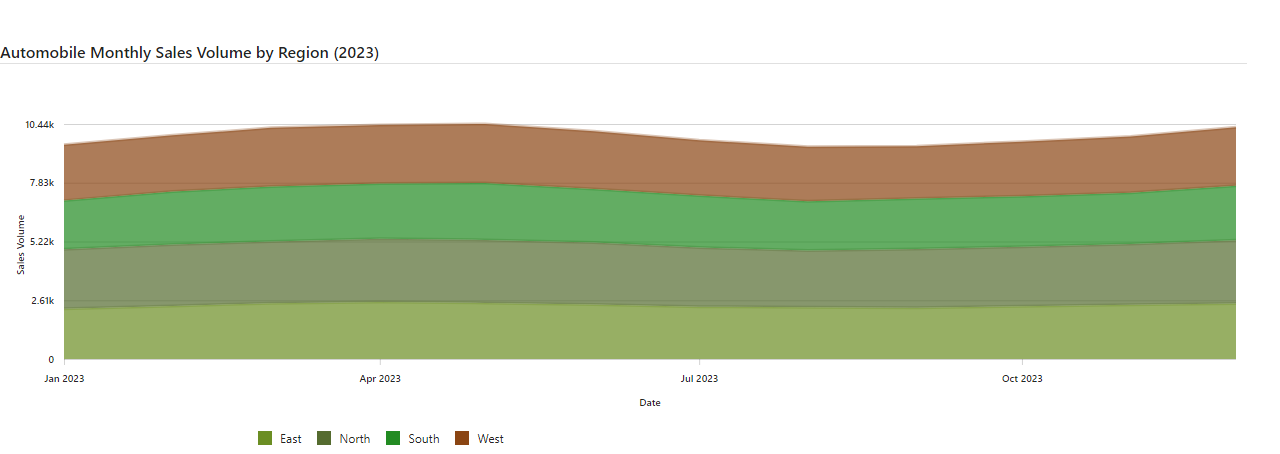 Automobile Monthly Sales Volume by Region (2023)
10.44k
7.83k
5.22k
2.61k
0
Sales Volume
Jan 2023 Apr 2023 Jul 2023 Oct 2023
Date
East North South West